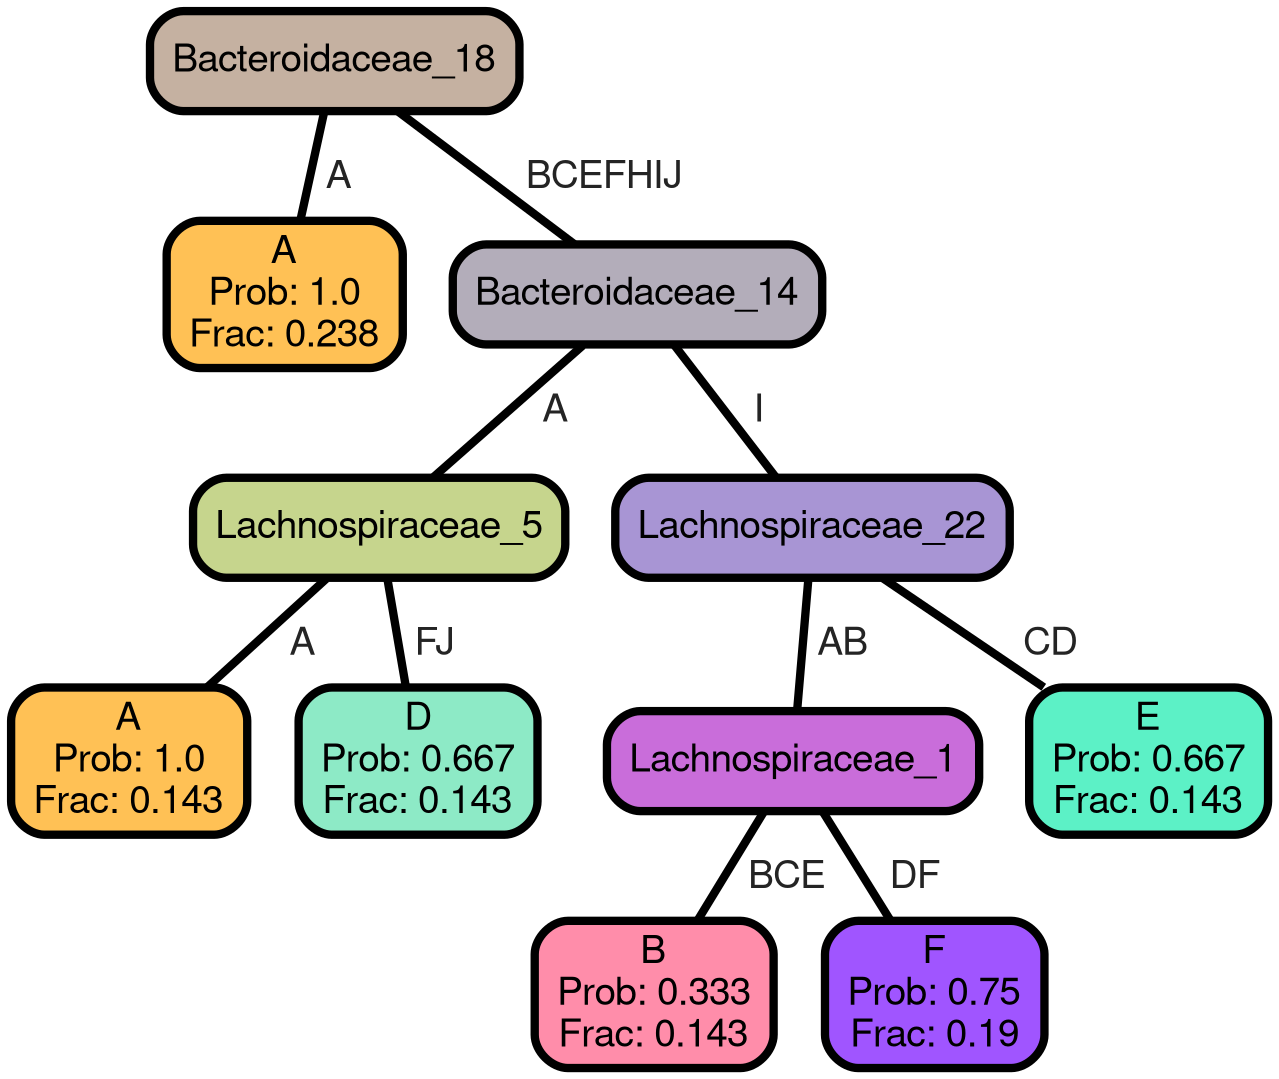 Bacteroidaceae_18
A
BCEFHIJ
A
Prob: 1.0
Frac: 0.238
Bacteroidaceae_14
A
I
Lachnospiraceae_5
Lachnospiraceae_22
A
FJ
AB
CD
A
Prob: 1.0
Frac: 0.143
D
Prob: 0.667
Frac: 0.143
Lachnospiraceae_1
E
Prob: 0.667
Frac: 0.143
BCE
DF
B
Prob: 0.333
Frac: 0.143
F
Prob: 0.75
Frac: 0.19